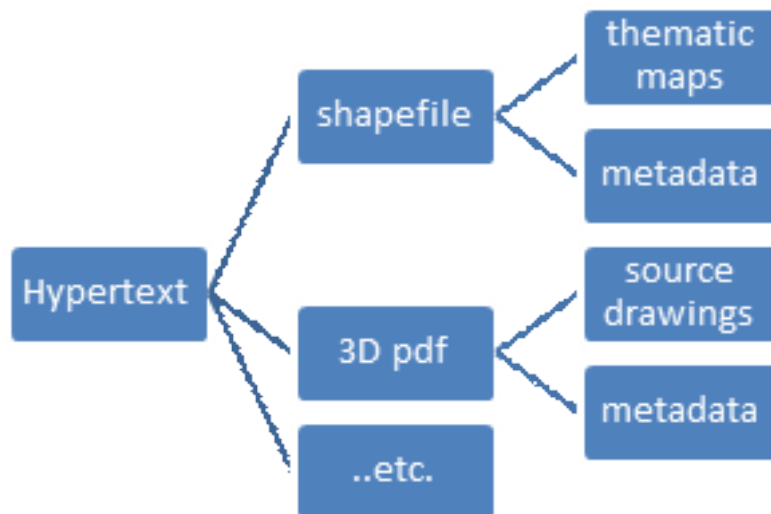 Hypertext
shapefile
thematic
maps
metadata
3D pdf
source
drawings
metadata
..etc.